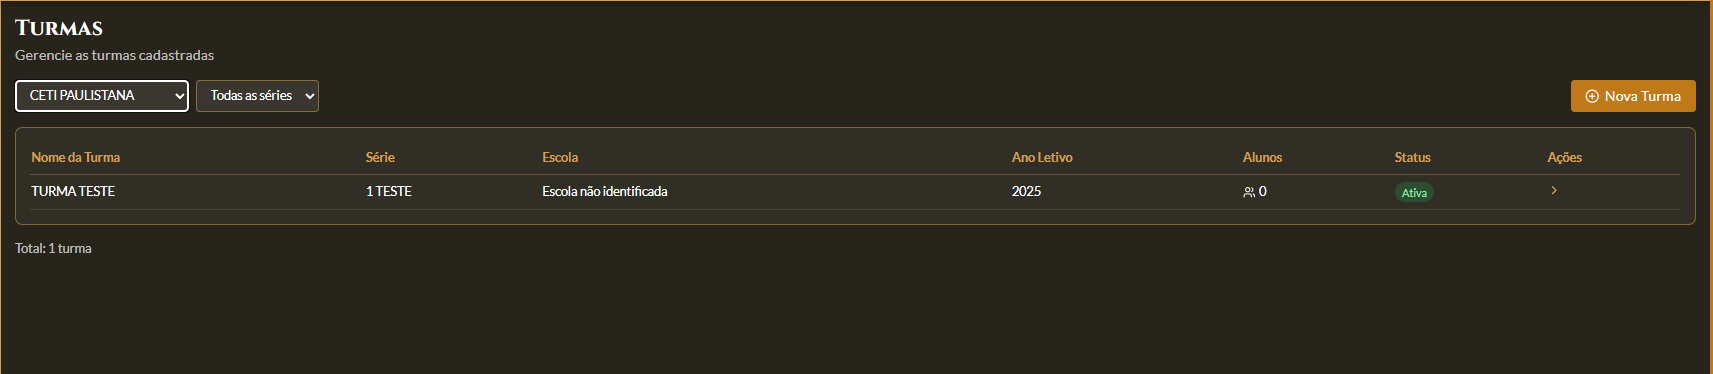 Turmas
Gerencie as turmas cadastradas
CETI PAULISTANA Todas as séries Nova Turma
Nome da Turma Série Escola Ano Letivo Alunos Status Ações
TURMA TESTE 1 TESTE Escola não identificada 2025 0 Ativa
Total: 1 turma